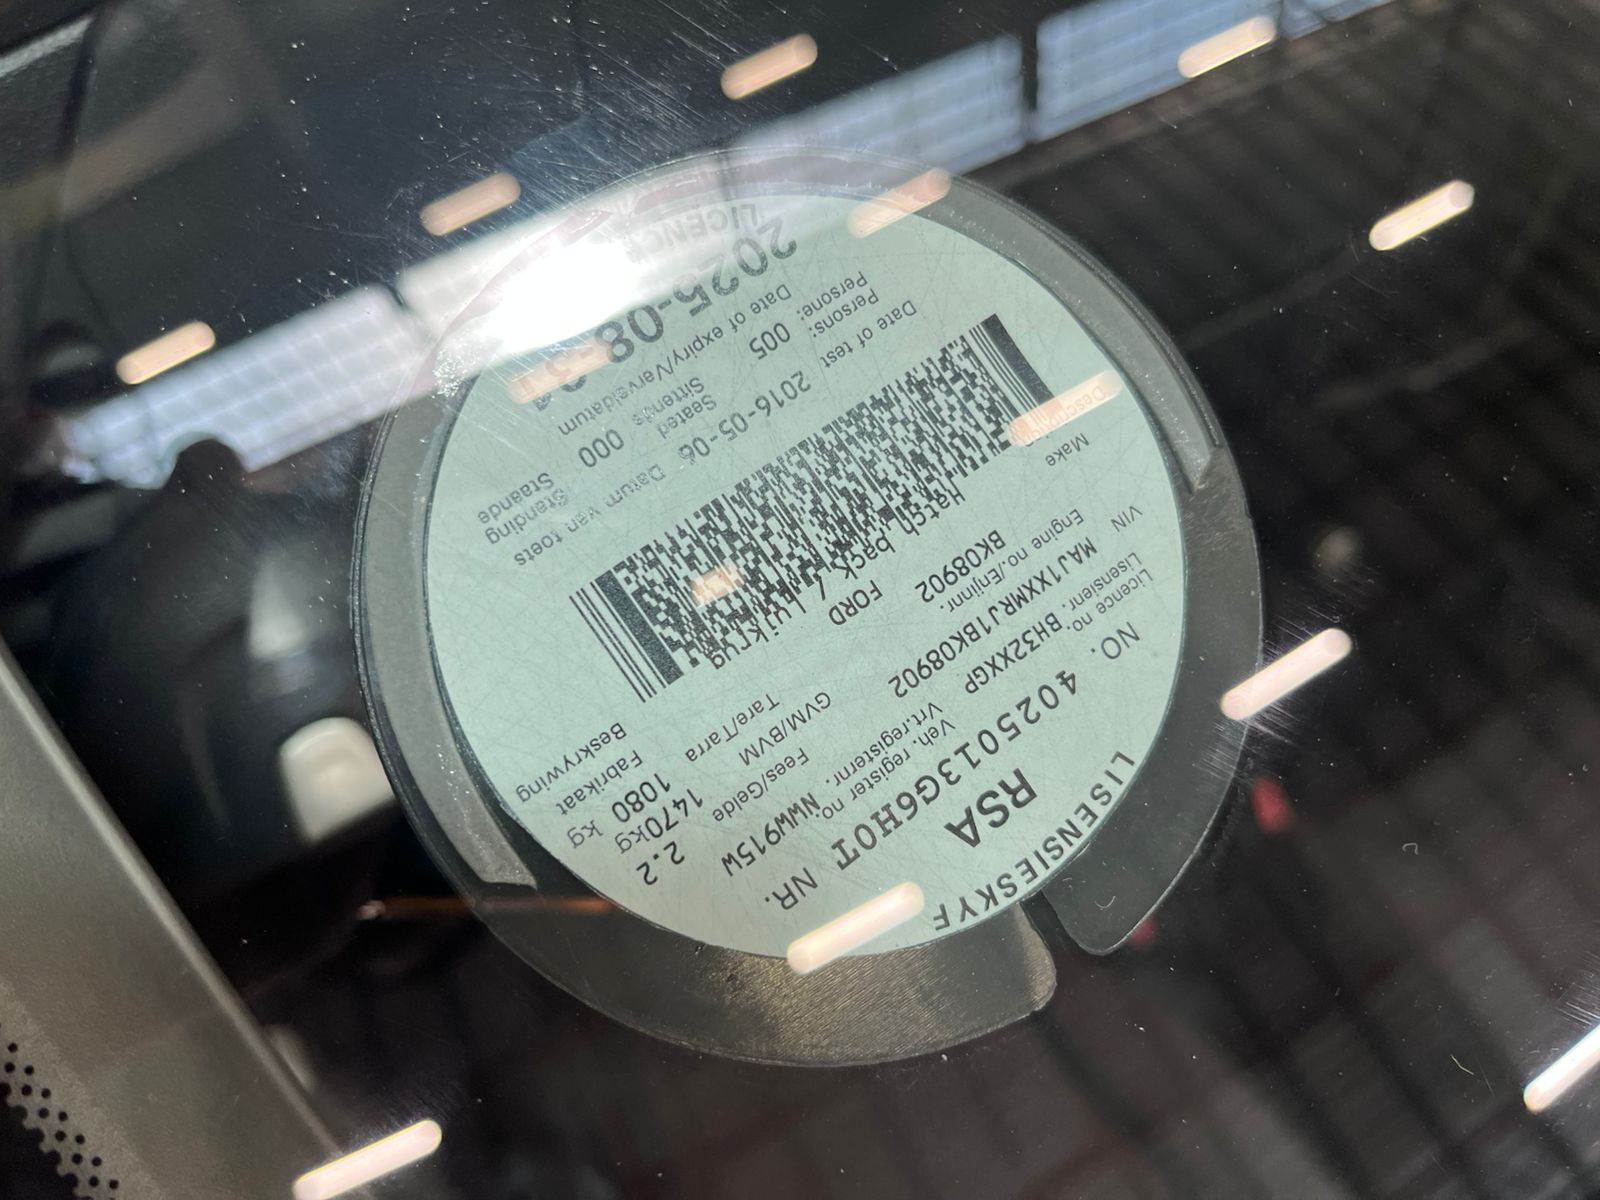 LISENSIESKYF
RSA
NO. 4025013G6H0T NR.
Licence no. Lisensienr. BH32XXGP Veh. register no. Vrt.registernr. NWW915W
VIN MAJ1XXMRJ1BK08902 Fees/Gelde 2.2
Engine no./Enjinnr. BK08902 GVM/BVM 1470kg
Tare/Tarra 1080 kg
Make FORD Fabrikaat
Description Hatch back / Luikrug Beskrywing
Date of test 2016-05-06 Datum van toets
Persons: Persone: 005 Seated Sittende 000 Standing Staande
Date of expiry/Vervaldatum
2025-08-31
LICENCE